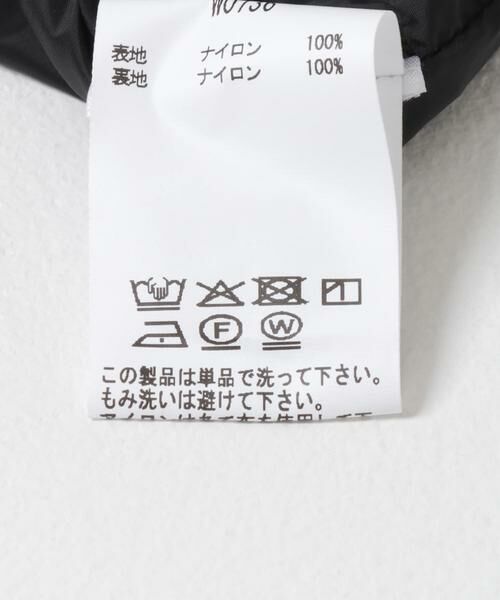 表地 ナイロン 100%
裏地 ナイロン 100%
F W
この製品は単品で洗って下さい。
もみ洗いは避けて下さい。